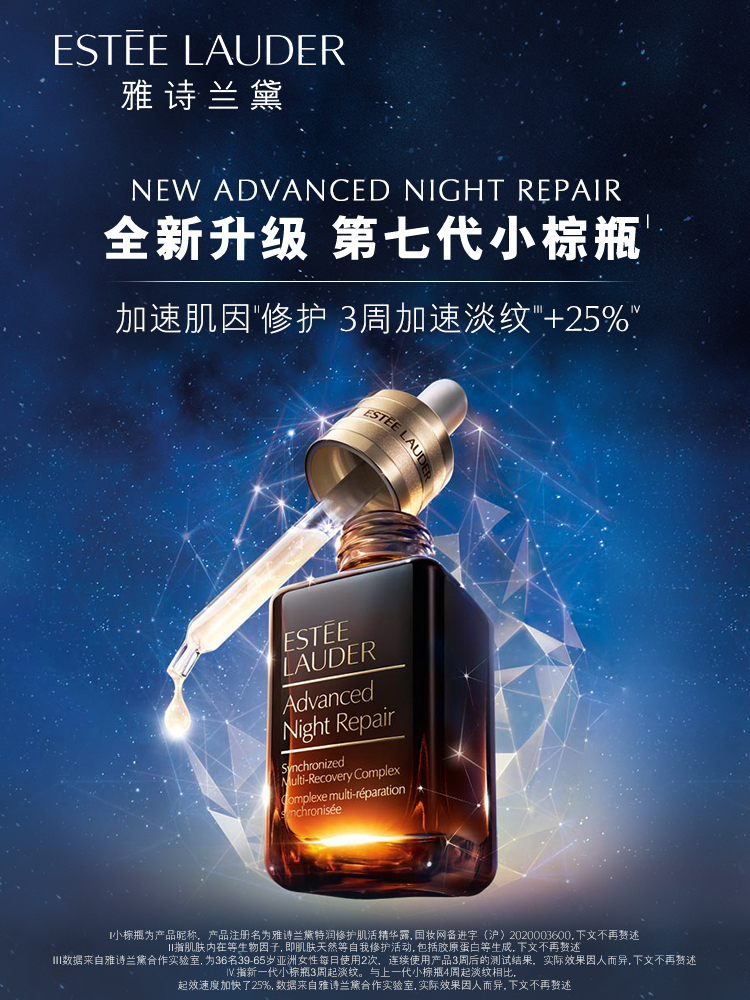 ESTĒE LAUDER
雅诗兰黛
NEW ADVANCED NIGHT REPAIR
全新升级 第七代小棕瓶I
加速肌因II修护 3周加速淡纹III+25%IV
ESTĒE LAUDER
ESTĒE
LAUDER
Advanced
Night Repair
Synchronized
Multi-Recovery Complex
Complexe multi-réparation
synchronisée
I小棕瓶为产品昵称，产品注册名为雅诗兰黛特润修护肌活精华露, 国妆网备进字（沪）2020003600, 下文不再赘述
II指肌肤内在等生物因子, 即肌肤天然等自我修护活动, 包括胶原蛋白等生成, 下文不再赘述
III数据来自雅诗兰黛合作实验室, 为36名39-65岁亚洲女性每日使用2次，连续使用产品3周后的测试结果，实际效果因人而异, 下文不再赘述
IV指新一代小棕瓶3周起淡纹。与上一代小棕瓶4周起淡纹相比,
起效速度加快了25%, 数据来自雅诗兰黛合作实验室, 实际效果因人而异, 下文不再赘述